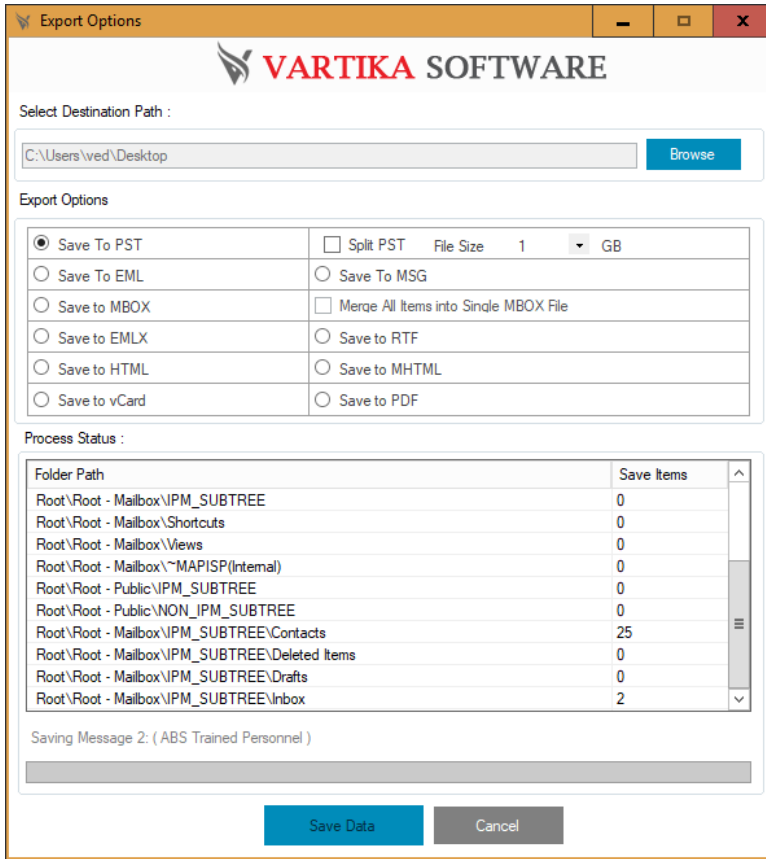 Export Options
VARTIKA SOFTWARE
Select Destination Path :
C:\Users\ved\Desktop Browse
Export Options
Save To PST Split PST File Size 1 GB
Save To EML Save To MSG
Save to MBOX Merge All Items into Single MBOX File
Save to EMLX Save to RTF
Save to HTML Save to MHTML
Save to vCard Save to PDF
Process Status :
Folder Path Save Items
Root\Root - Mailbox\IPM_SUBTREE 0
Root\Root - Mailbox\Shortcuts 0
Root\Root - Mailbox\Views 0
Root\Root - Mailbox\~MAPISP(Internal) 0
Root\Root - Public\IPM_SUBTREE 0
Root\Root - Public\NON_IPM_SUBTREE 0
Root\Root - Mailbox\IPM_SUBTREE\Contacts 25
Root\Root - Mailbox\IPM_SUBTREE\Deleted Items 0
Root\Root - Mailbox\IPM_SUBTREE\Drafts 0
Root\Root - Mailbox\IPM_SUBTREE\Inbox 2
Saving Message 2: ( ABS Trained Personnel )
Save Data Cancel